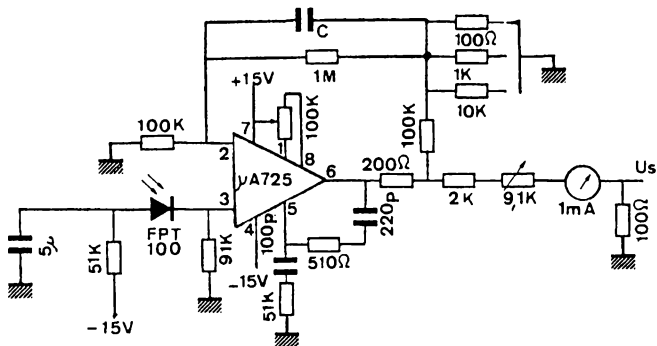 C
100Ω
1M
1K
10K
+15V
100K
100K
100K
7
1
8
2
μA725
6
200Ω
Us
3
5
4
2K
9,1K
1mA
100Ω
220p
100p
510Ω
FPT
100
5μ
51K
91K
-15V
-15V
51K